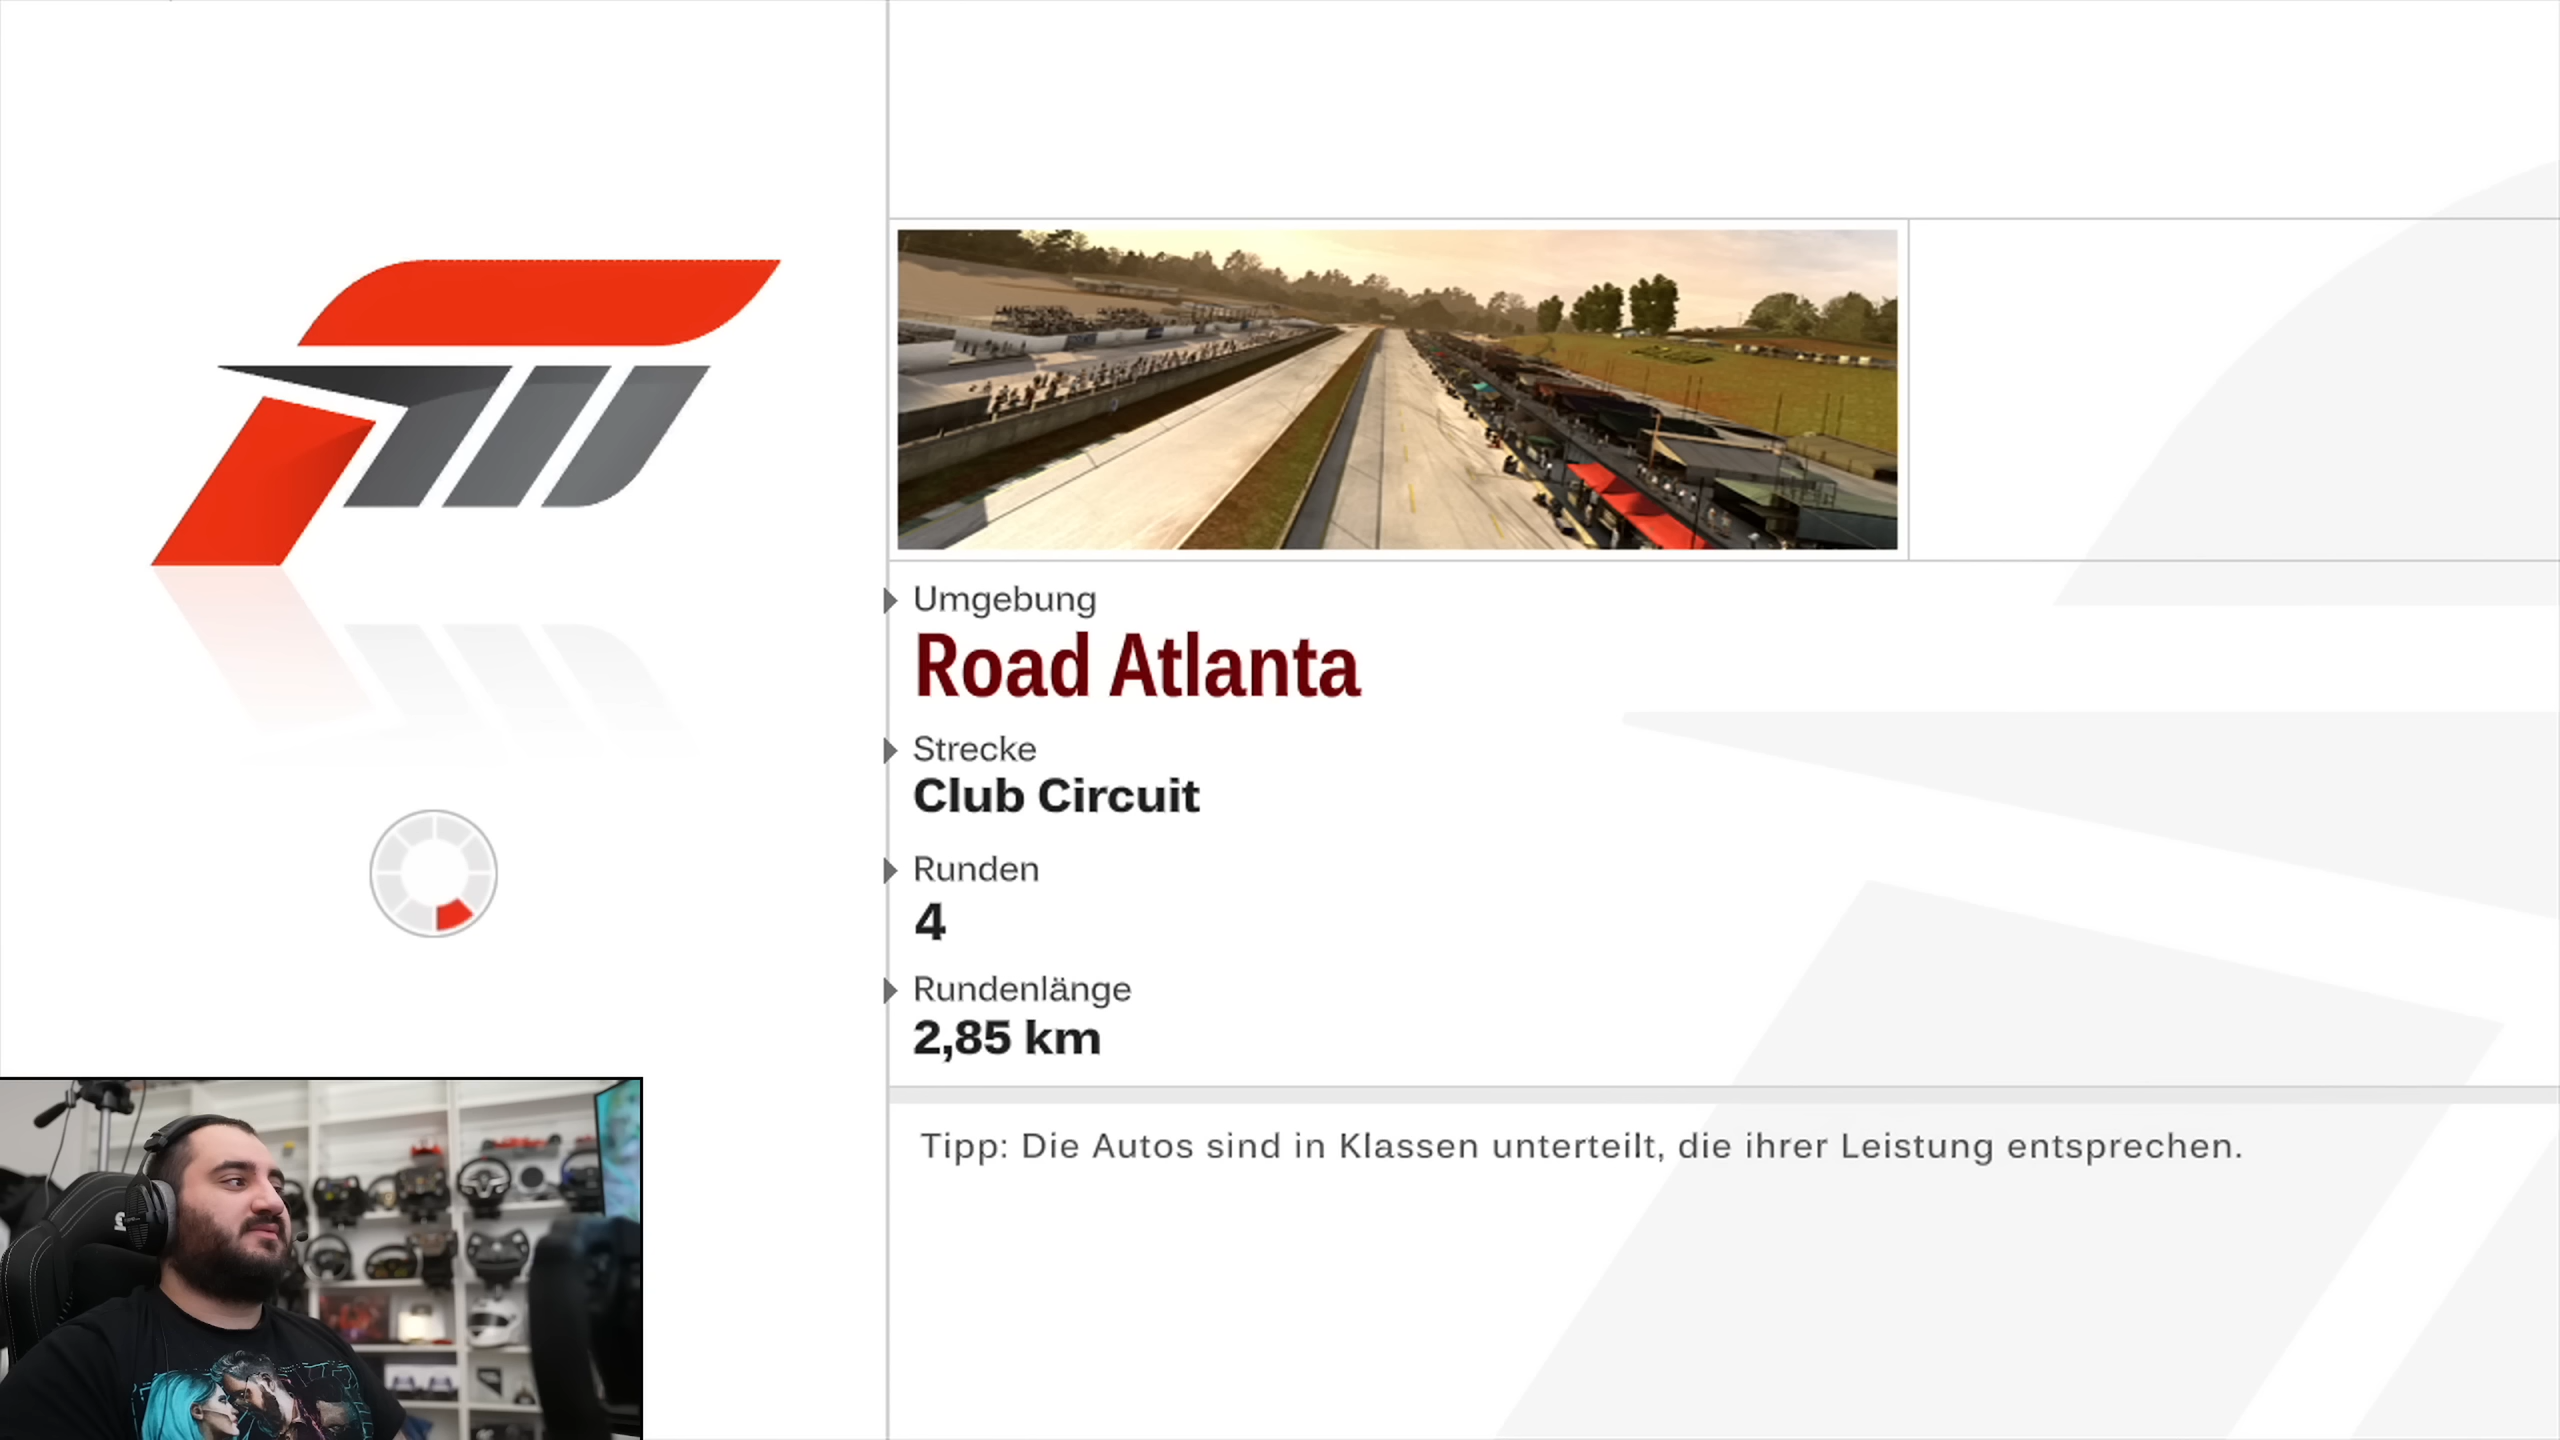 Umgebung
Road Atlanta
Strecke
Club Circuit
Runden
4
Rundenlänge
2,85 km
Tipp: Die Autos sind in Klassen unterteilt, die ihrer Leistung entsprechen.